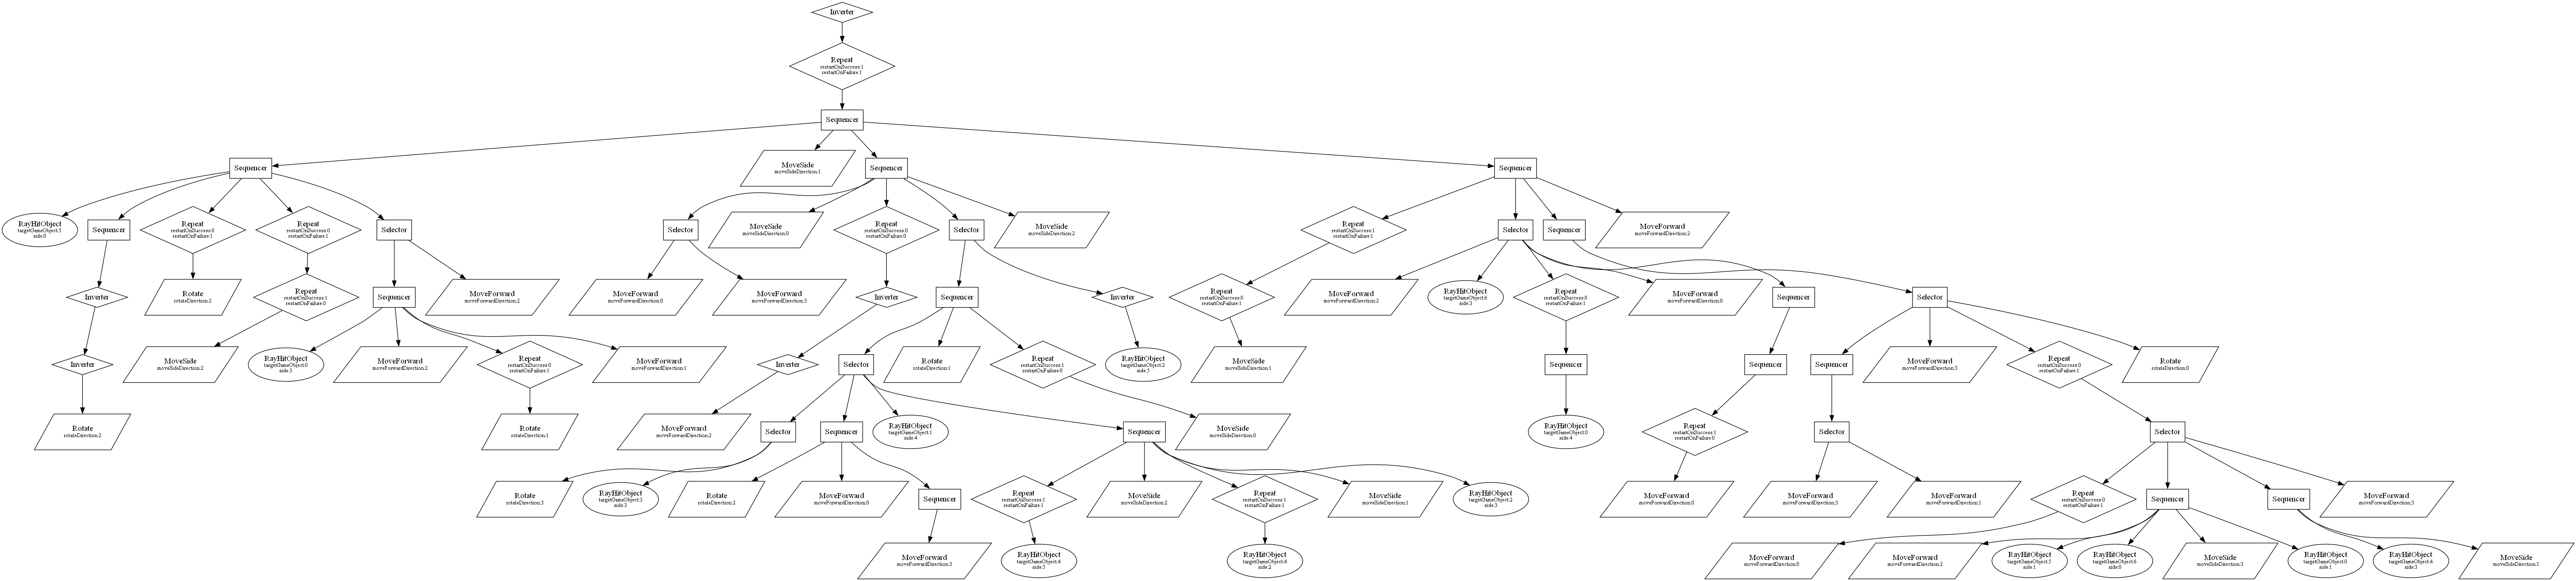 Inverter
Repeat
restartOnSuccess:1
restartOnFailure:1
Sequencer
Sequencer
MoveSide
moveSideDirection:1
Sequencer
Sequencer
RayHitObject
targetGameObject:5
side:0
Sequencer
Repeat
restartOnSuccess:0
restartOnFailure:1
Repeat
restartOnSuccess:0
restartOnFailure:1
Selector
Selector
MoveSide
moveSideDirection:0
Repeat
restartOnSuccess:0
restartOnFailure:0
Selector
MoveSide
moveSideDirection:2
Repeat
restartOnSuccess:1
restartOnFailure:1
Selector
Sequencer
MoveForward
moveForwardDirection:2
Inverter
Rotate
rotateDirection:2
Repeat
restartOnSuccess:1
restartOnFailure:0
Sequencer
MoveForward
moveForwardDirection:2
MoveForward
moveForwardDirection:0
MoveForward
moveForwardDirection:3
Inverter
Sequencer
Inverter
Repeat
restartOnSuccess:0
restartOnFailure:1
MoveForward
moveForwardDirection:2
RayHitObject
targetGameObject:6
side:3
Repeat
restartOnSuccess:0
restartOnFailure:1
MoveForward
moveForwardDirection:0
Sequencer
Selector
Inverter
MoveSide
moveSideDirection:2
RayHitObject
targetGameObject:0
side:3
MoveForward
moveForwardDirection:2
Repeat
restartOnSuccess:0
restartOnFailure:1
MoveForward
moveForwardDirection:1
Inverter
Selector
Rotate
rotateDirection:1
Repeat
restartOnSuccess:1
restartOnFailure:0
RayHitObject
targetGameObject:2
side:5
MoveSide
moveSideDirection:1
Sequencer
Sequencer
Sequencer
MoveForward
moveForwardDirection:3
Repeat
restartOnSuccess:0
restartOnFailure:1
Rotate
rotateDirection:0
Rotate
rotateDirection:2
Rotate
rotateDirection:1
MoveForward
moveForwardDirection:2
Selector
Sequencer
RayHitObject
targetGameObject:1
side:4
Sequencer
MoveSide
moveSideDirection:0
RayHitObject
targetGameObject:0
side:4
Repeat
restartOnSuccess:1
restartOnFailure:0
Selector
Selector
Rotate
rotateDirection:3
RayHitObject
targetGameObject:3
side:3
Rotate
rotateDirection:2
MoveForward
moveForwardDirection:0
Sequencer
Repeat
restartOnSuccess:1
restartOnFailure:1
MoveSide
moveSideDirection:2
Repeat
restartOnSuccess:1
restartOnFailure:1
MoveSide
moveSideDirection:1
RayHitObject
targetGameObject:2
side:3
MoveForward
moveForwardDirection:0
MoveForward
moveForwardDirection:3
MoveForward
moveForwardDirection:1
Repeat
restartOnSuccess:0
restartOnFailure:1
Sequencer
Sequencer
MoveForward
moveForwardDirection:3
MoveForward
moveForwardDirection:3
RayHitObject
targetGameObject:4
side:5
RayHitObject
targetGameObject:4
side:2
MoveForward
moveForwardDirection:0
MoveForward
moveForwardDirection:2
RayHitObject
targetGameObject:5
side:1
RayHitObject
targetGameObject:6
side:0
MoveSide
moveSideDirection:3
RayHitObject
targetGameObject:0
side:1
RayHitObject
targetGameObject:4
side:3
MoveSide
moveSideDirection:1